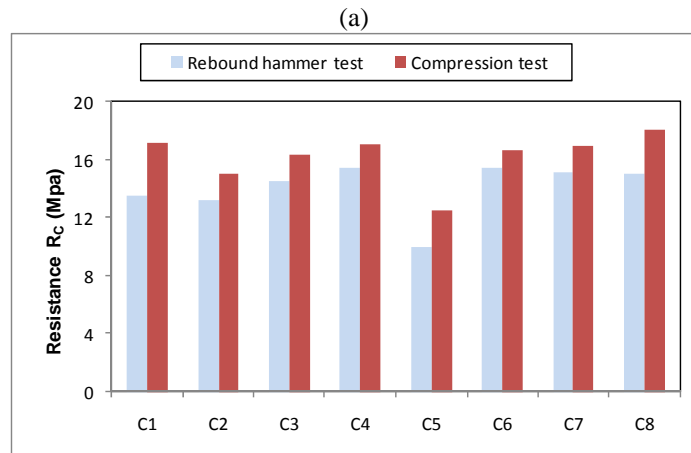 (a)
Rebound hammer test Compression test
20
16
12
8
4
0
Resistance R_C (Mpa)
C1 C2 C3 C4 C5 C6 C7 C8